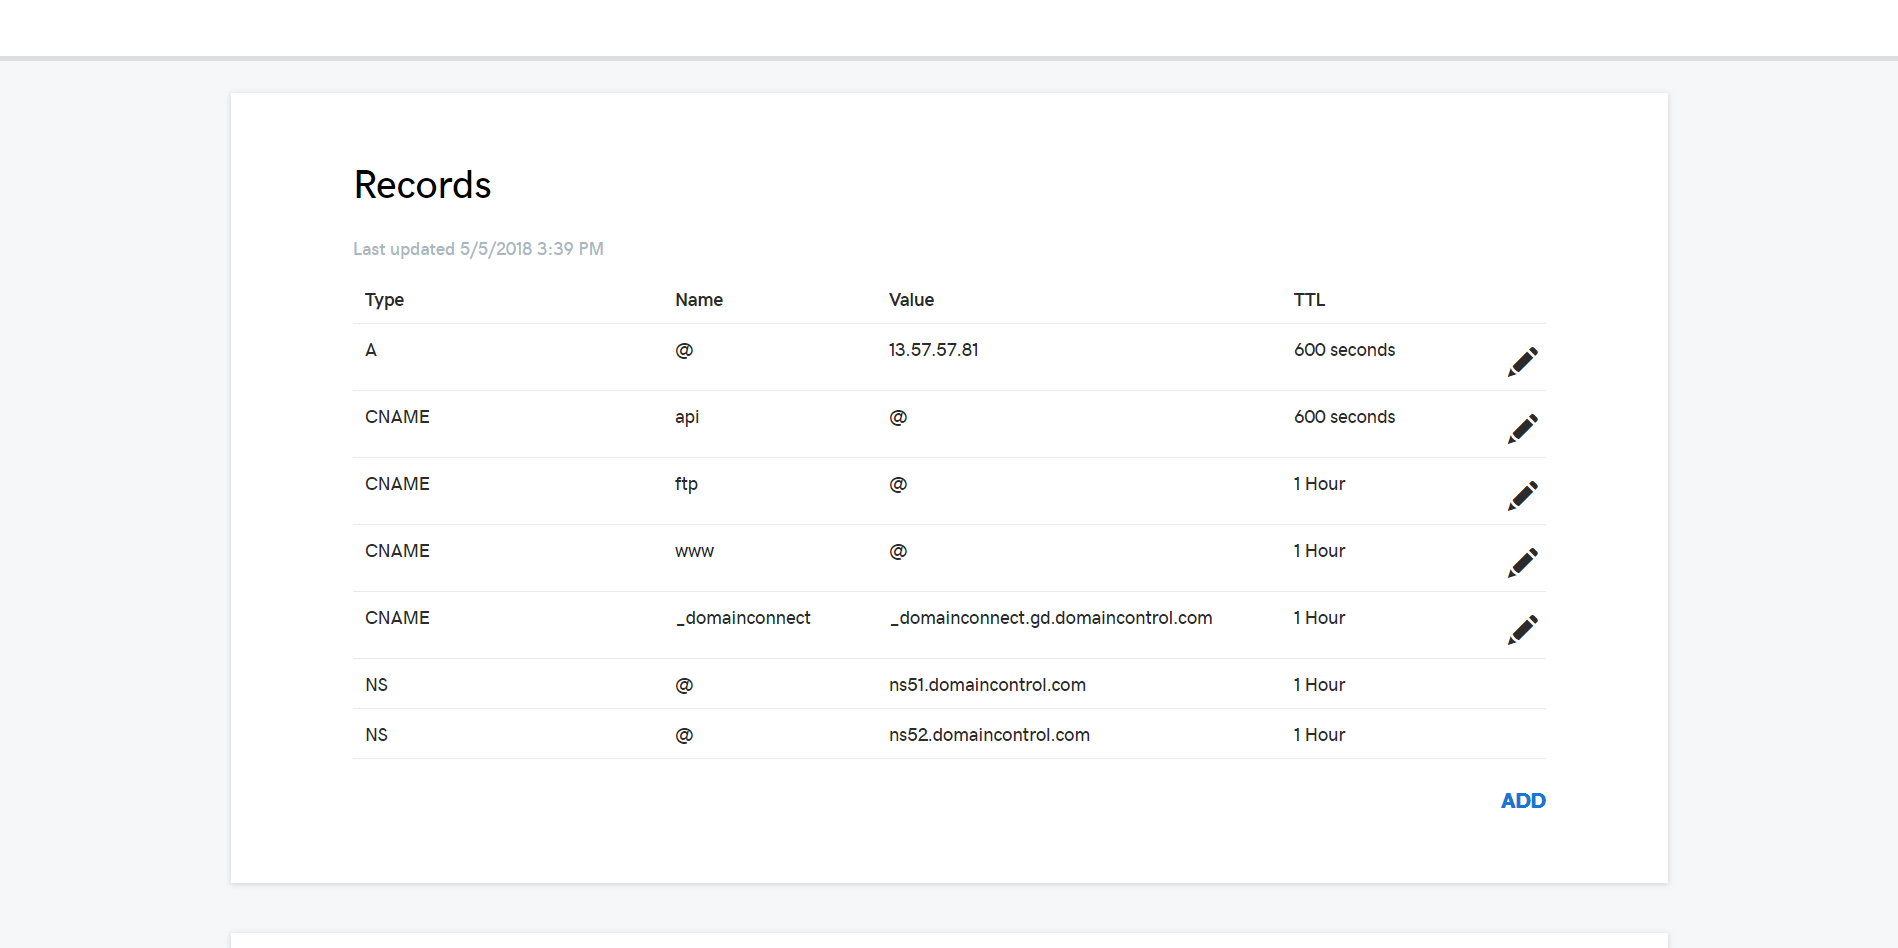 Records
Last updated 5/5/2018 3:39 PM
Type Name Value TTL
A @ 13.57.57.81 600 seconds
CNAME api @ 600 seconds
CNAME ftp @ 1 Hour
CNAME www @ 1 Hour
CNAME _domainconnect _domainconnect.gd.domaincontrol.com 1 Hour
NS @ ns51.domaincontrol.com 1 Hour
NS @ ns52.domaincontrol.com 1 Hour
ADD